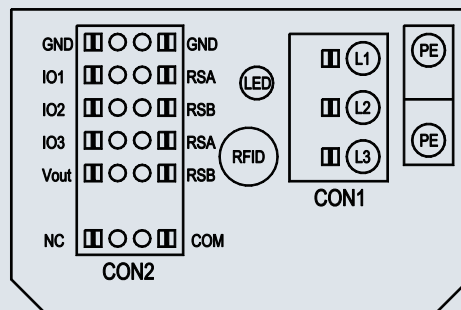 GND GND PE
L1
IO1 RSA LED
IO2 RSB L2
IO3 RSA PE
RFID L3
Vout RSB
CON1
NC COM
CON2